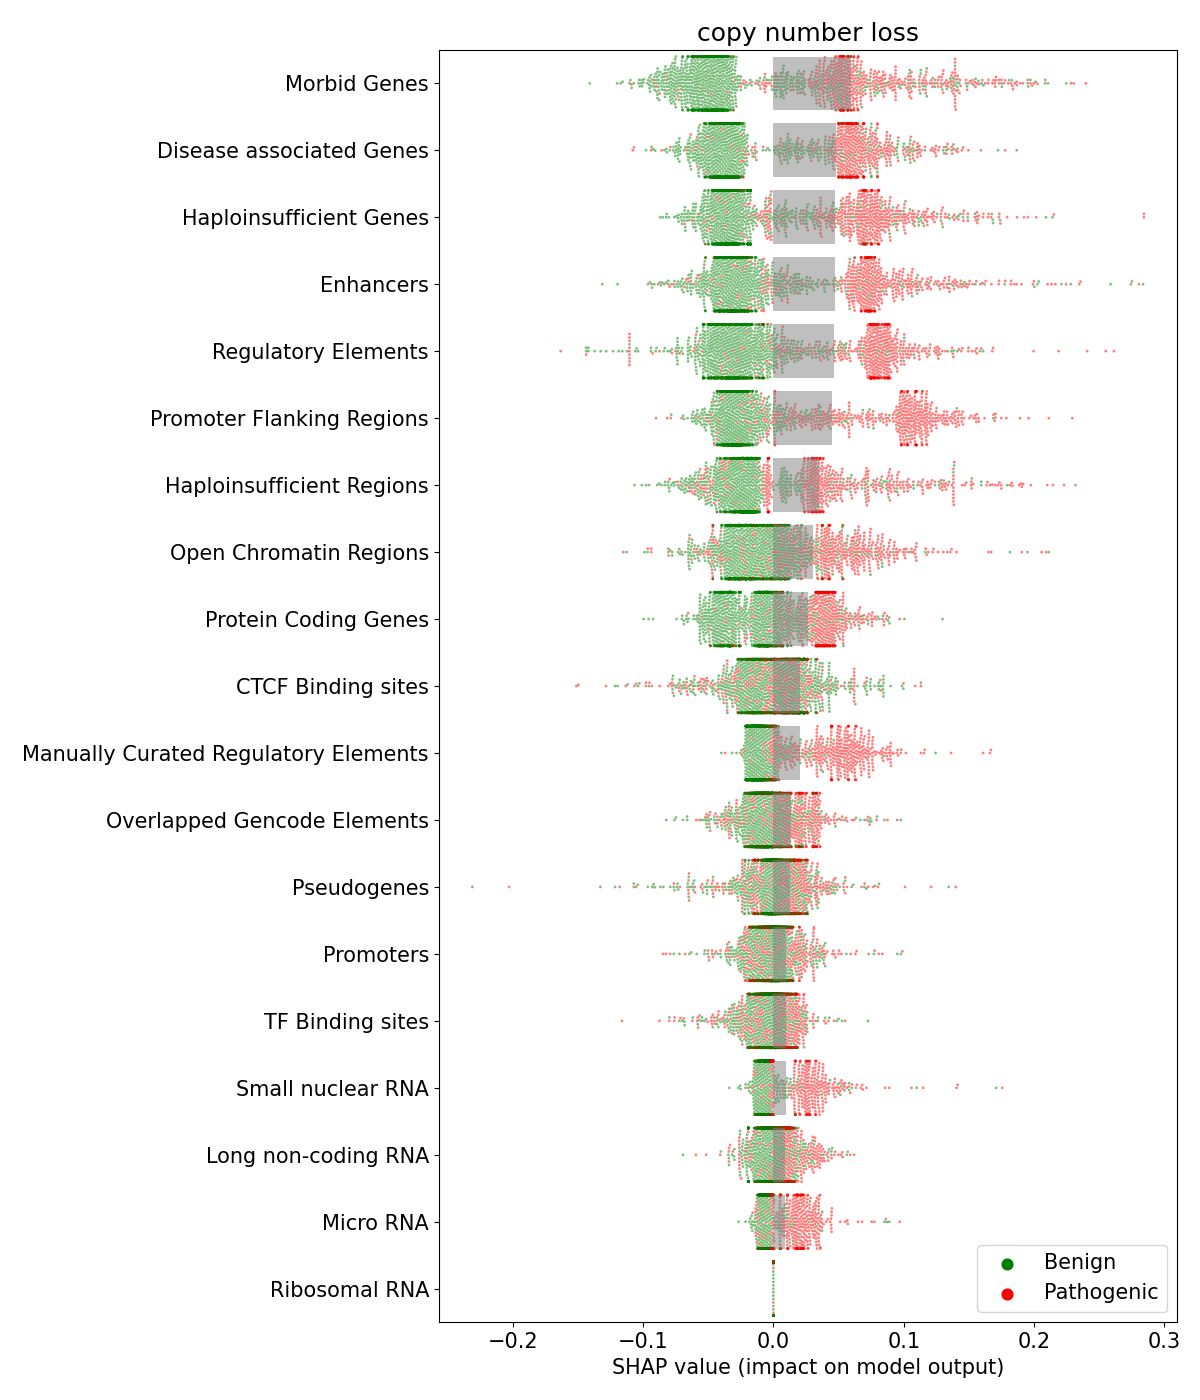 copy number loss
Morbid Genes
Disease associated Genes
Haploinsufficient Genes
Enhancers
Regulatory Elements
Promoter Flanking Regions
Haploinsufficient Regions
Open Chromatin Regions
Protein Coding Genes
CTCF Binding sites
Manually Curated Regulatory Elements
Overlapped Gencode Elements
Pseudogenes
Promoters
TF Binding sites
Small nuclear RNA
Long non-coding RNA
Micro RNA
Ribosomal RNA
Benign
Pathogenic
−0.2 −0.1 0.0 0.1 0.2 0.3
SHAP value (impact on model output)